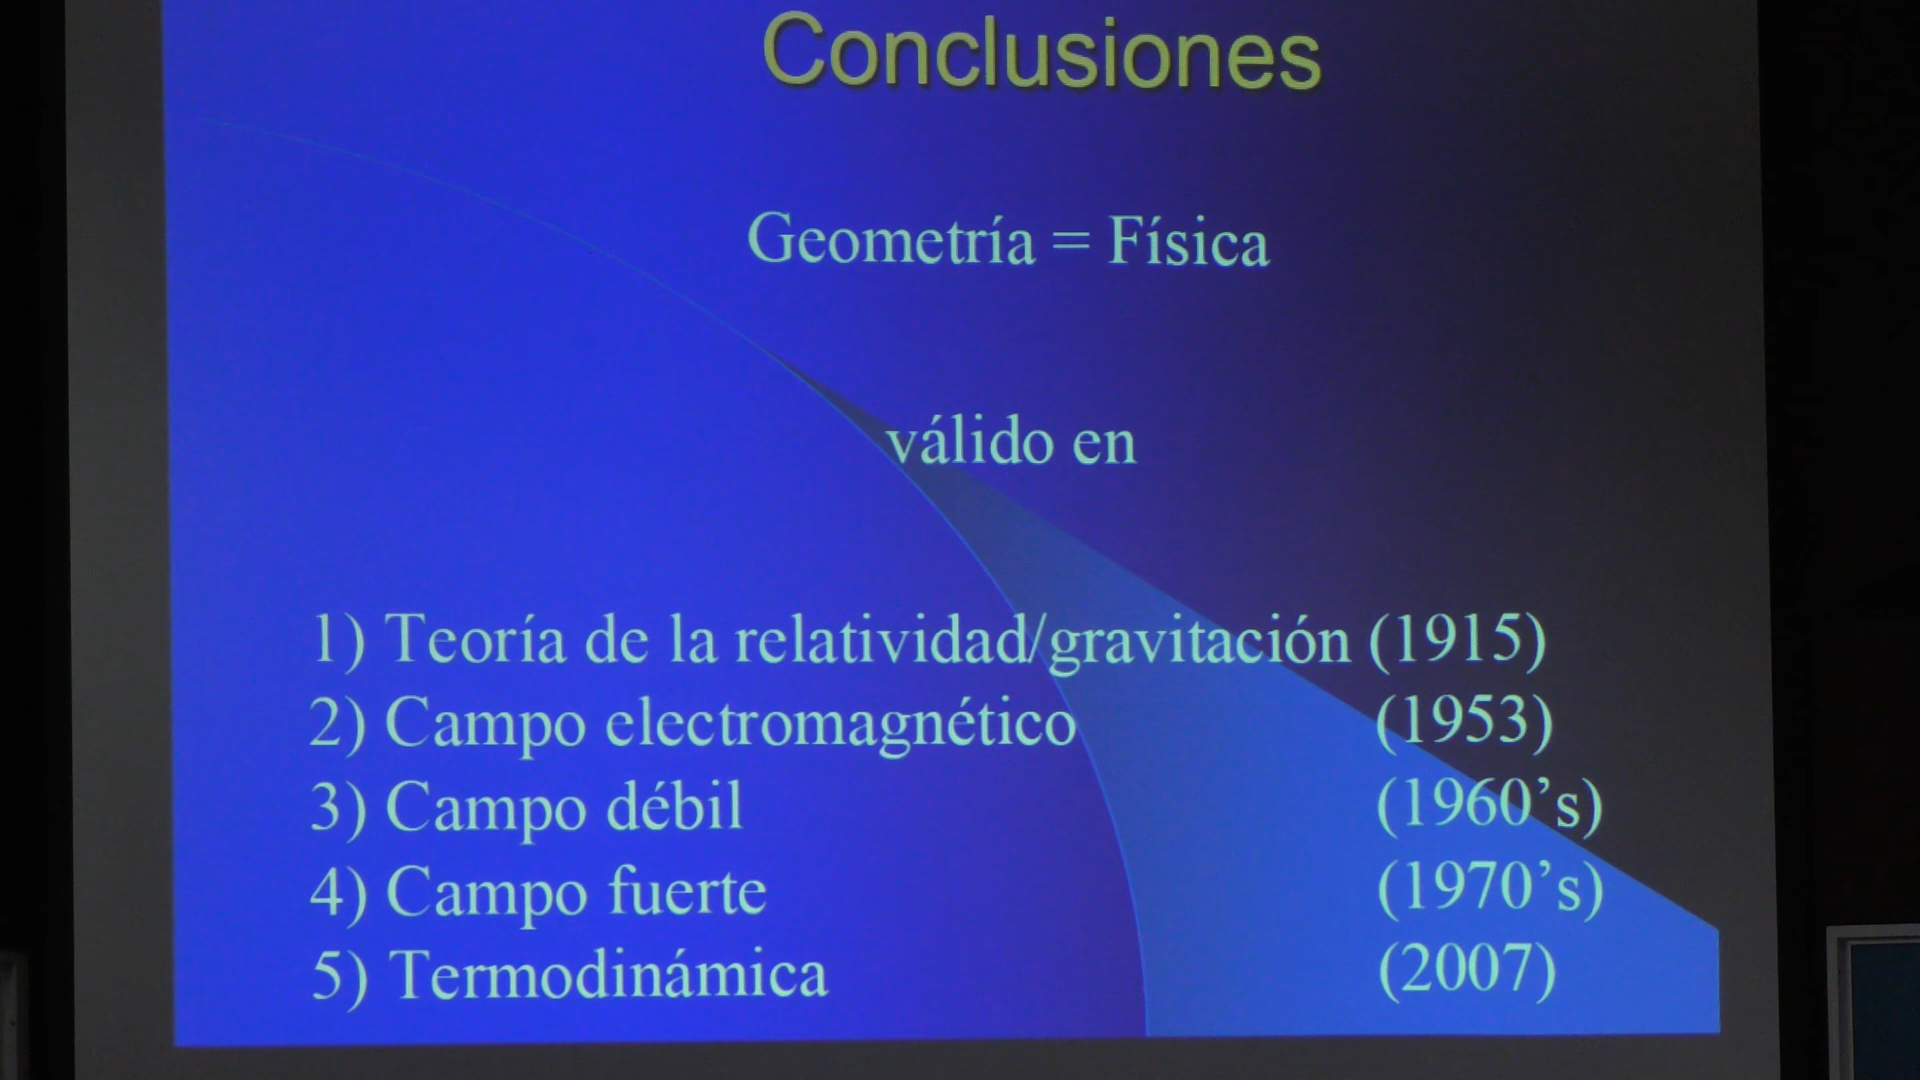 Conclusiones
Geometría = Física
válido en
1) Teoría de la relatividad/gravitación (1915)
2) Campo electromagnético (1953)
3) Campo débil (1960’s)
4) Campo fuerte (1970’s)
5) Termodinámica (2007)